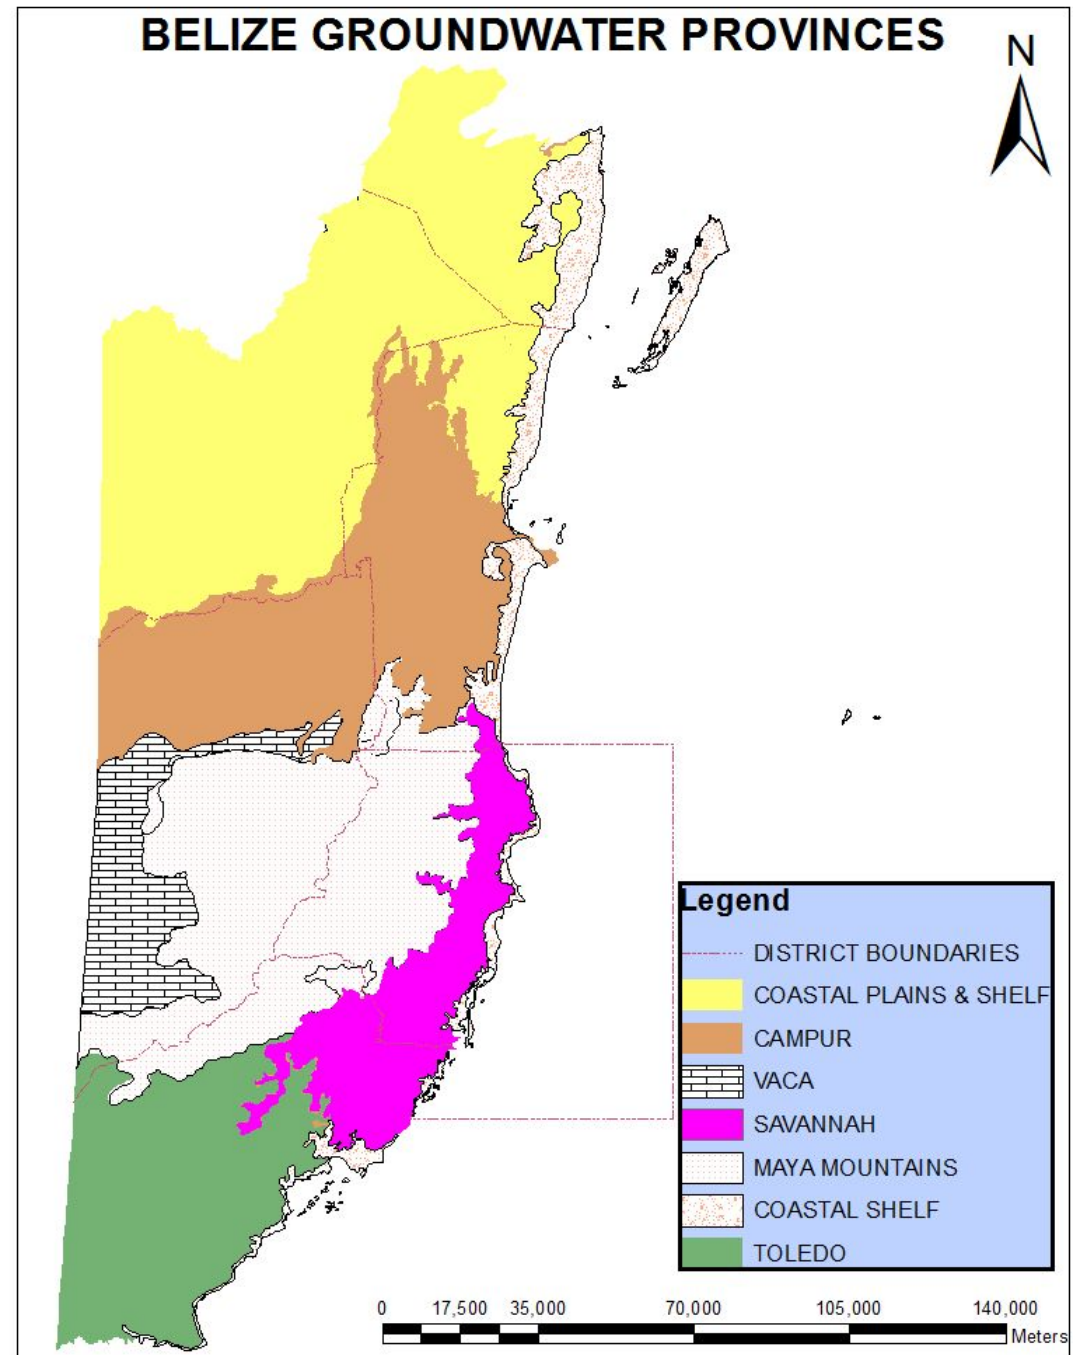 BELIZE GROUNDWATER PROVINCES
N
Legend
DISTRICT BOUNDARIES
COASTAL PLAINS & SHELF
CAMPUR
VACA
SAVANNAH
MAYA MOUNTAINS
COASTAL SHELF
TOLEDO
0 17,500 35,000 70,000 105,000 140,000
Meters